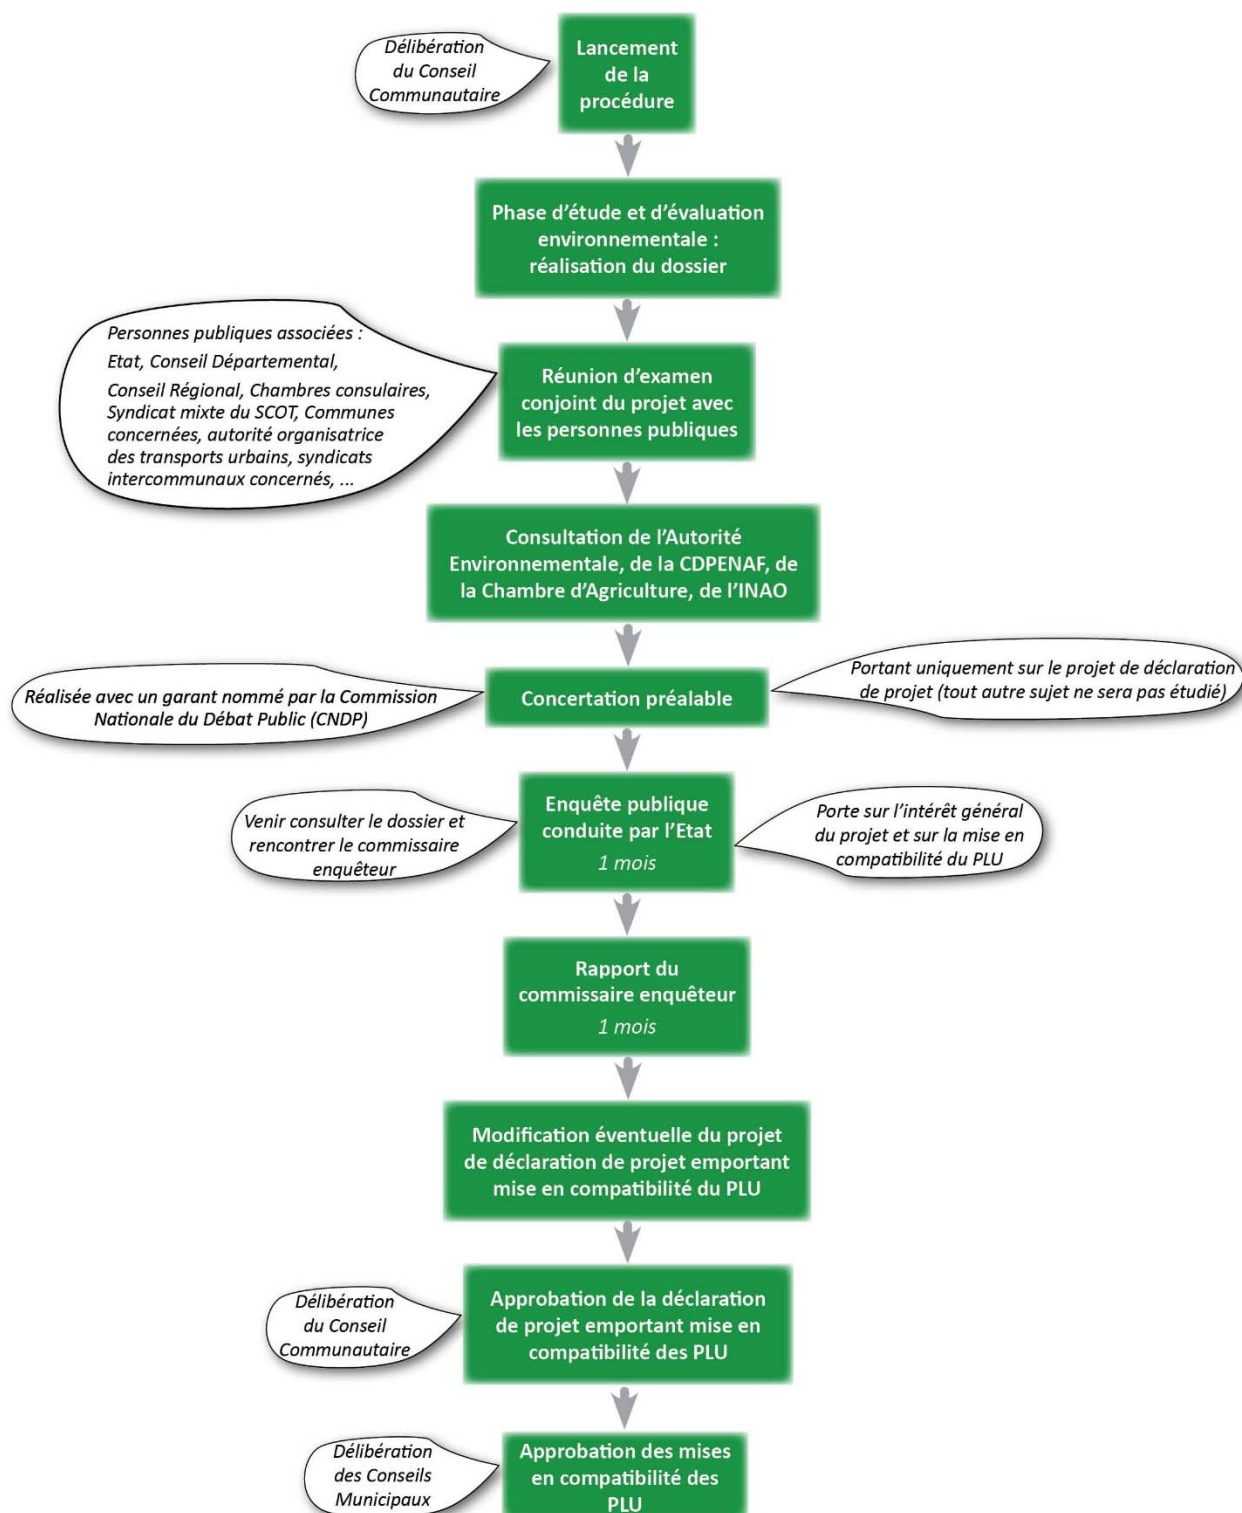 Délibération
du Conseil
Communautaire
Lancement
de la
procédure
Phase d’étude et d’évaluation
environnementale :
réalisation du dossier
Personnes publiques associées :
Etat, Conseil Départemental,
Conseil Régional, Chambres consulaires,
Syndicat mixte du SCOT, Communes
concernées, autorité organisatrice
des transports urbains, syndicats
intercommunaux concernés, ...
Réunion d’examen
conjoint du projet avec
les personnes publiques
Consultation de l’Autorité
Environnementale, de la CDPENAF, de
la Chambre d’Agriculture, de l’INAO
Réalisée avec un garant nommé par la Commission
Nationale du Débat Public (CNDP)
Concertation préalable
Portant uniquement sur le projet de déclaration
de projet (tout autre sujet ne sera pas étudié)
Venir consulter le dossier et
rencontrer le commissaire
enquêteur
Enquête publique
conduite par l’Etat
1 mois
Porte sur l’intérêt général
du projet et sur la mise en
compatibilité du PLU
Rapport du
commissaire enquêteur
1 mois
Modification éventuelle du projet
de déclaration de projet emportant
mise en compatibilité du PLU
Délibération
du Conseil
Communautaire
Approbation de la déclaration
de projet emportant mise en
compatibilité des PLU
Délibération
des Conseils
Municipaux
Approbation des mises
en compatibilité des
PLU